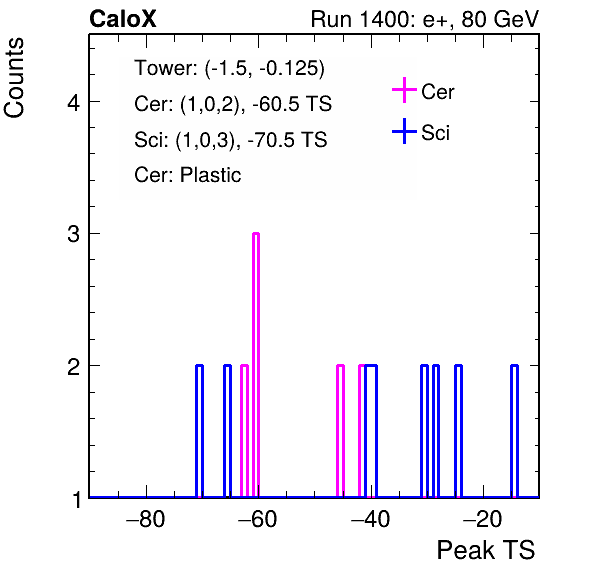 CaloX Run 1400: e+, 80 GeV
Counts
Tower: (-1.5, -0.125)
Cer: (1,0,2), -60.5 TS
Sci: (1,0,3), -70.5 TS
Cer: Plastic
Cer
Sci
4
3
2
1
−80 −60 −40 −20
Peak TS